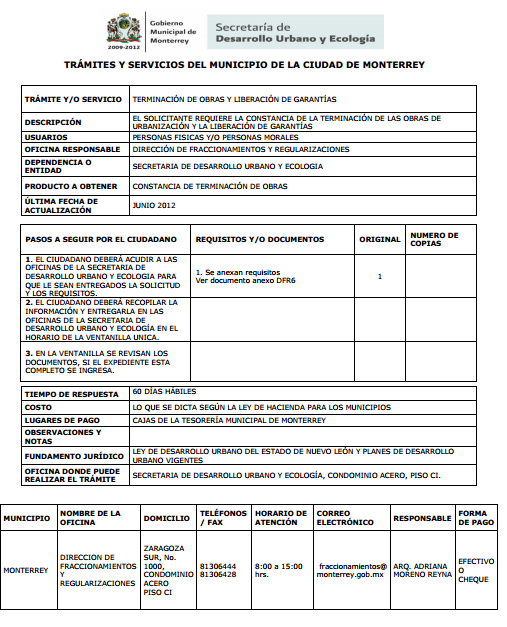 Gobierno
Municipal de
Monterrey
2009-2012
Secretaría de
Desarrollo Urbano y Ecología
TRÁMITES Y SERVICIOS DEL MUNICIPIO DE LA CIUDAD DE MONTERREY
TRÁMITE Y/O SERVICIO
TERMINACIÓN DE OBRAS Y LIBERACIÓN DE GARANTÍAS
DESCRIPCIÓN
EL SOLICITANTE REQUIERE LA CONSTANCIA DE LA TERMINACIÓN DE LAS OBRAS DE
URBANIZACIÓN Y LA LIBERACIÓN DE GARANTÍAS
USUARIOS
PERSONAS FISICAS Y/O PERSONAS MORALES
OFICINA RESPONSABLE
DIRECCIÓN DE FRACCIONAMIENTOS Y REGULARIZACIONES
DEPENDENCIA O
ENTIDAD
SECRETARIA DE DESARROLLO URBANO Y ECOLOGIA
PRODUCTO A OBTENER
CONSTANCIA DE TERMINACIÓN DE OBRAS
ÚLTIMA FECHA DE
ACTUALIZACIÓN
JUNIO 2012
PASOS A SEGUIR POR EL CIUDADANO
REQUISITOS Y/O DOCUMENTOS
ORIGINAL
NUMERO DE
COPIAS
1. EL CIUDADANO DEBERÁ ACUDIR A LAS
OFICINAS DE LA SECRETARIA DE
DESARROLLO URBANO Y ECOLOGIA PARA
QUE LE SEAN ENTREGADOS LA SOLICITUD
Y LOS REQUISITOS.
1. Se anexan requisitos
Ver documento anexo DFR6
1
2. EL CIUDADANO DEBERÁ RECOPILAR LA
INFORMACIÓN Y ENTREGARLA EN LAS
OFICINAS DE LA SECRETARIA DE
DESARROLLO URBANO Y ECOLOGÍA EN EL
HORARIO DE LA VENTANILLA UNICA.
3. EN LA VENTANILLA SE REVISAN LOS
DOCUMENTOS, SI EL EXPEDIENTE ESTA
COMPLETO SE INGRESA.
TIEMPO DE RESPUESTA
60 DÍAS HÁBILES
COSTO
LO QUE SE DICTA SEGÚN LA LEY DE HACIENDA PARA LOS MUNICIPIOS
LUGARES DE PAGO
CAJAS DE LA TESORERÍA MUNICIPAL DE MONTERREY
OBSERVACIONES Y
NOTAS
FUNDAMENTO JURÍDICO
LEY DE DESARROLLO URBANO DEL ESTADO DE NUEVO LEÓN Y PLANES DE DESARROLLO
URBANO VIGENTES
OFICINA DONDE PUEDE
REALIZAR EL TRÁMITE
SECRETARIA DE DESARROLLO URBANO Y ECOLOGÍA, CONDOMINIO ACERO, PISO CI.
MUNICIPIO
NOMBRE DE LA
OFICINA
DOMICILIO
TELÉFONOS
/ FAX
HORARIO DE
ATENCIÓN
CORREO
ELECTRÓNICO
RESPONSABLE
FORMA
DE PAGO
MONTERREY
DIRECCION DE
FRACCIONAMIENTOS
Y
REGULARIZACIONES
ZARAGOZA
SUR, No.
1000,
CONDOMINIO
ACERO
PISO CI
81306444
81306428
8:00 a 15:00
hrs.
fraccionamientos@
monterrey.gob.mx
ARQ. ADRIANA
MORENO REYNA
EFECTIVO
O
CHEQUE